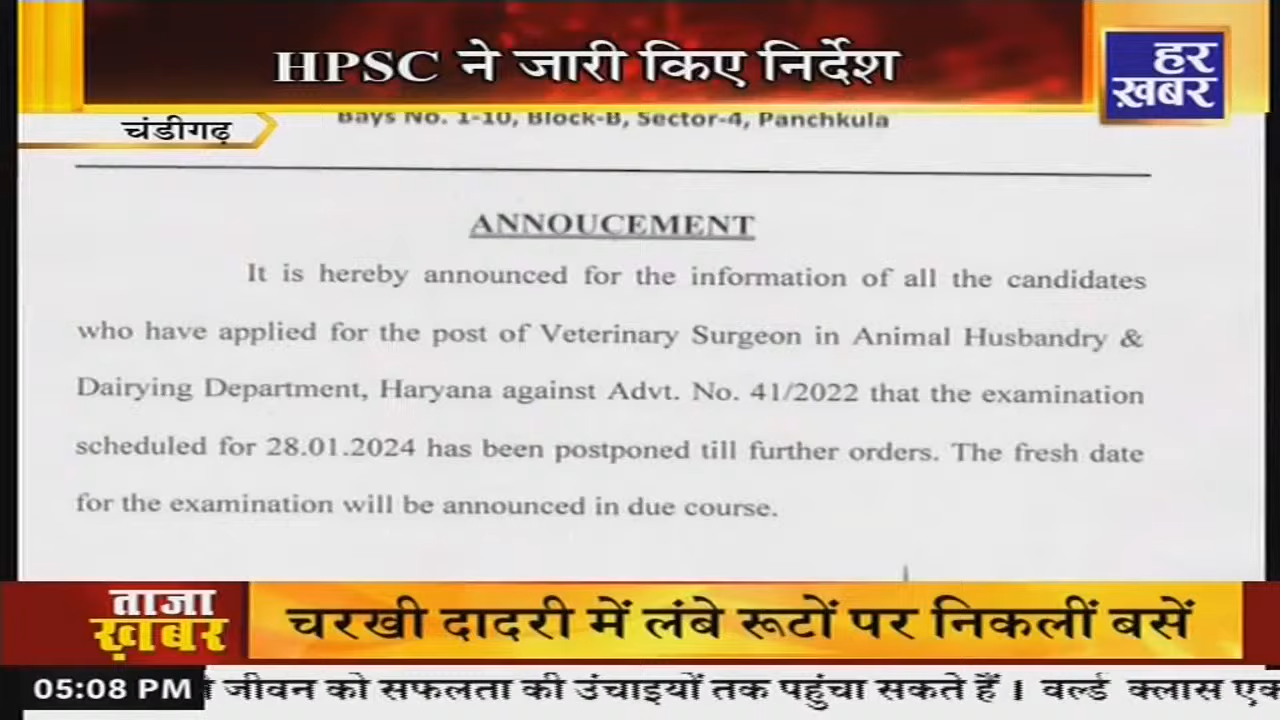 HPSC ने जारी किए निर्देश
हर
ख़बर
चंडीगढ़
Bays No. 1-10, Block-B, Sector-4, Panchkula
ANNOUCEMENT
It is hereby announced for the information of all the candidates
who have applied for the post of Veterinary Surgeon in Animal Husbandry &
Dairying Department, Haryana against Advt. No. 41/2022 that the examination
scheduled for 28.01.2024 has been postponed till further orders. The fresh date
for the examination will be announced in due course.
ताजा
ख़बर
चरखी दादरी में लंबे रूटों पर निकलीं बसें
05:08 PM
जीवन को सफलता की उंचाइयों तक पहुंचा सकते हैं । वर्ल्ड क्लास